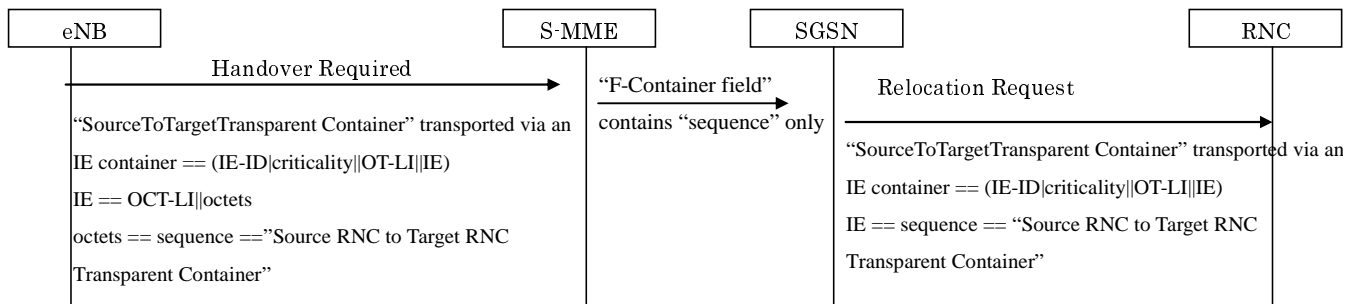 eNB
S-MME
SGSN
RNC
Handover Required
“SourceToTargetTransparent Container” transported via an
IE container == (IE-ID|criticality||OT-LI||IE)
IE == OCT-LI||octets
octets == sequence ==”Source RNC to Target RNC
Transparent Container”
“F-Container field”
contains “sequence” only
Relocation Request
“SourceToTargetTransparent Container” transported via an
IE container == (IE-ID|criticality||OT-LI||IE)
IE == sequence == “Source RNC to Target RNC
Transparent Container”